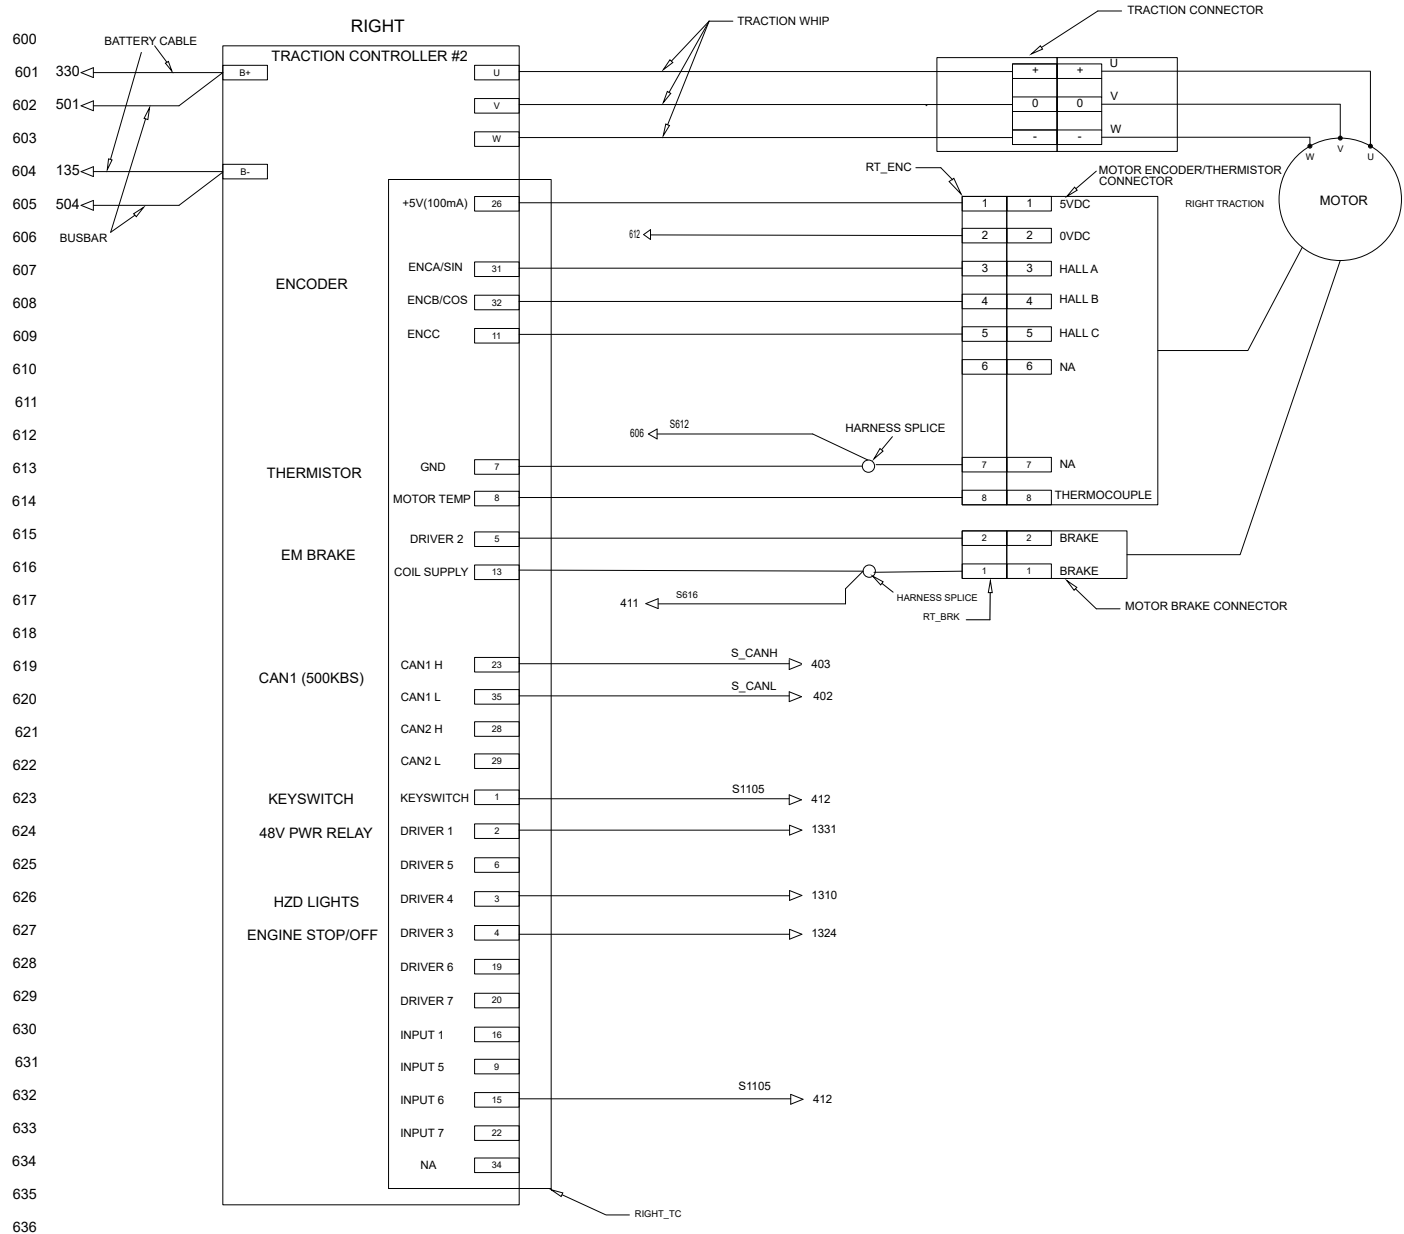 RIGHT
TRACTION WHIP
TRACTION CONNECTOR
600
BATTERY CABLE
TRACTION CONTROLLER #2
601 330 B+ U + + U
602 501 V 0 0 V
603 W - - W
W V U
604 135 B- RT_ENC MOTOR ENCODER/THERMISTOR
CONNECTOR
605 504 +5V(100mA) 26 1 1 5VDC RIGHT TRACTION MOTOR
606 BUSBAR 612 2 2 0VDC
607 ENCA/SIN 31 3 3 HALL A
ENCODER
608 ENCB/COS 32 4 4 HALL B
609 ENCC 11 5 5 HALL C
610 6 6 NA
611
612 606 S612 HARNESS SPLICE
613 THERMISTOR GND 7 7 7 NA
614 MOTOR TEMP 8 8 8 THERMOCOUPLE
615 DRIVER 2 5 2 2 BRAKE
EM BRAKE
616 COIL SUPPLY 13 1 1 BRAKE
617 411 S616 HARNESS SPLICE MOTOR BRAKE CONNECTOR
RT_BRK
618
619 CAN1 H 23 S_CANH 403
CAN1 (500KBS)
620 CAN1 L 35 S_CANL 402
621 CAN2 H 28
622 CAN2 L 29
623 KEYSWITCH KEYSWITCH 1 S1105 412
624 48V PWR RELAY DRIVER 1 2 1331
625 DRIVER 5 6
626 HZD LIGHTS DRIVER 4 3 1310
627 ENGINE STOP/OFF DRIVER 3 4 1324
628 DRIVER 6 19
629 DRIVER 7 20
630 INPUT 1 16
631 INPUT 5 9
632 INPUT 6 15 S1105 412
633 INPUT 7 22
634 NA 34
635
RIGHT_TC
636